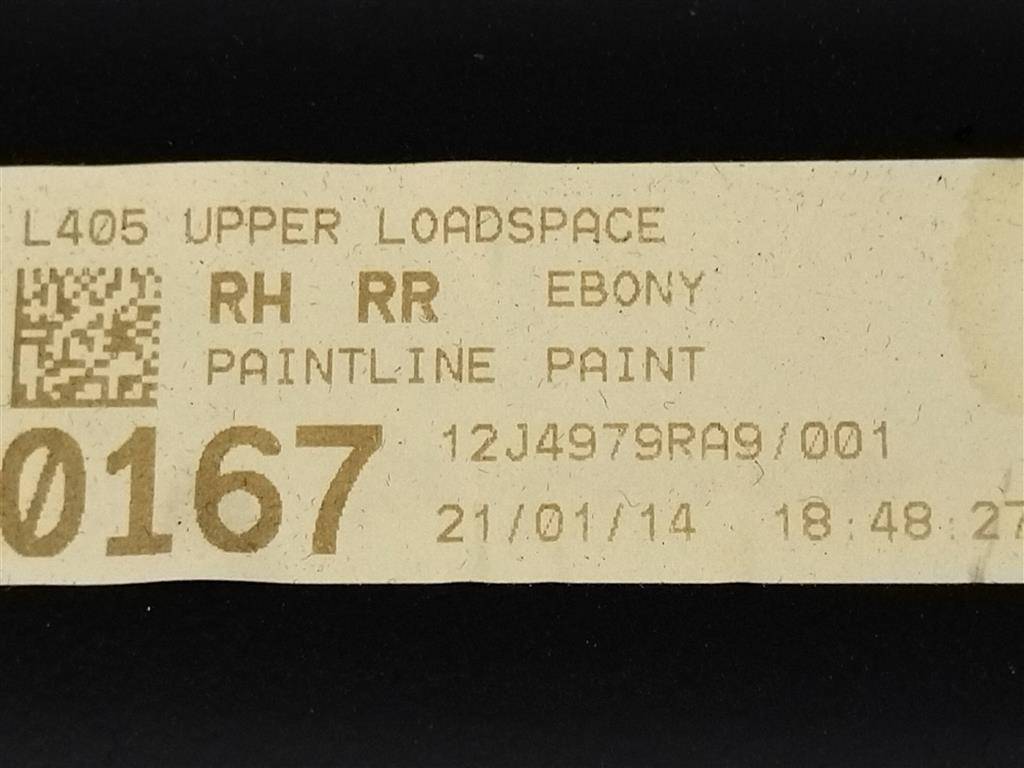 L405 UPPER LOADSPACE
RH RR EBONY
PAINTLINE PAINT
0167 12J4979RA9/001
21/01/14 18:48:27